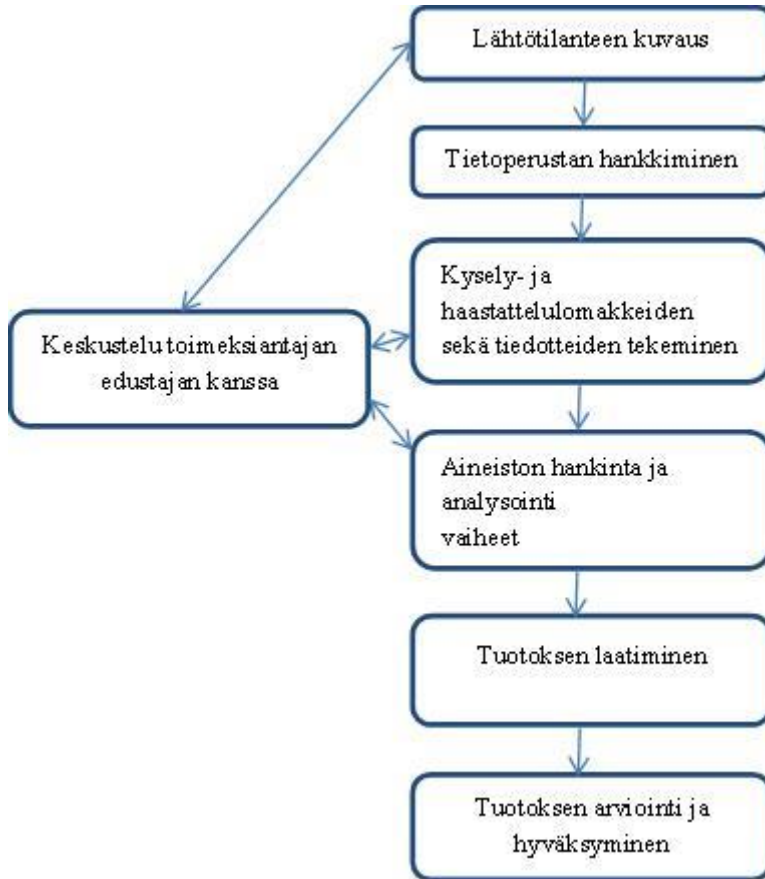 Lähtötilanteen kuvaus
Tietoperustan hankkiminen
Kysely- ja
haastattelulomakkeiden
sekä tiedotteiden tekeminen
Keskustelu toimeksiantajan
edustajan kanssa
Aineiston hankinta ja
analysointi
vaiheet
Tuotoksen laatiminen
Tuotoksen arviointi ja
hyväksyminen